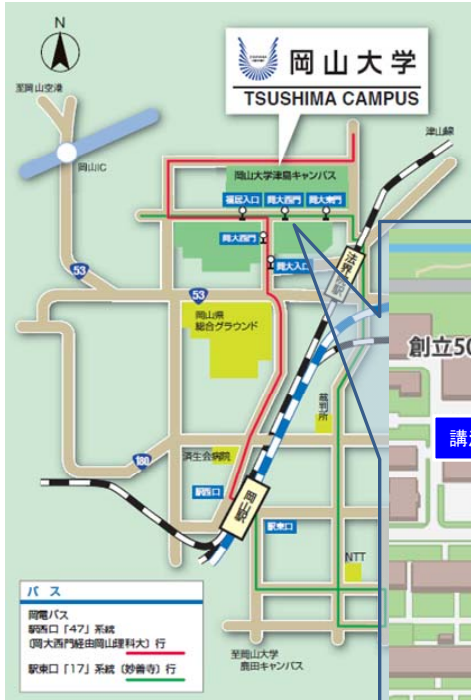 N
岡山大学
TSUSHIMA CAMPUS
至岡山空港
岡山IC
津山線
岡山大学津島キャンパス
福居入口
岡大西門
岡大東門
岡大西門
岡大入口
53
53
岡山県
総合グラウンド
創立50
講
裁判所
済生会病院
180
駅西口
岡山駅
駅東口
NTT
至岡山大学
鹿田キャンパス
バス
岡電バス
駅西口「47」系統
〔岡大西門経由岡山理科大〕行
駅東口「17」系統〔妙善寺〕行